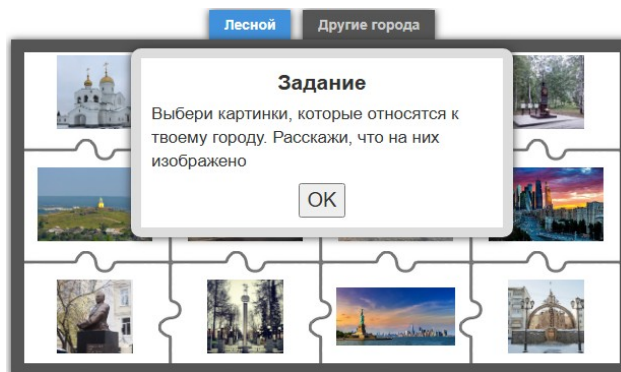 Лесной Другие города
Задание
Выбери картинки, которые относятся к
твоему городу. Расскажи, что на них
изображено
OK